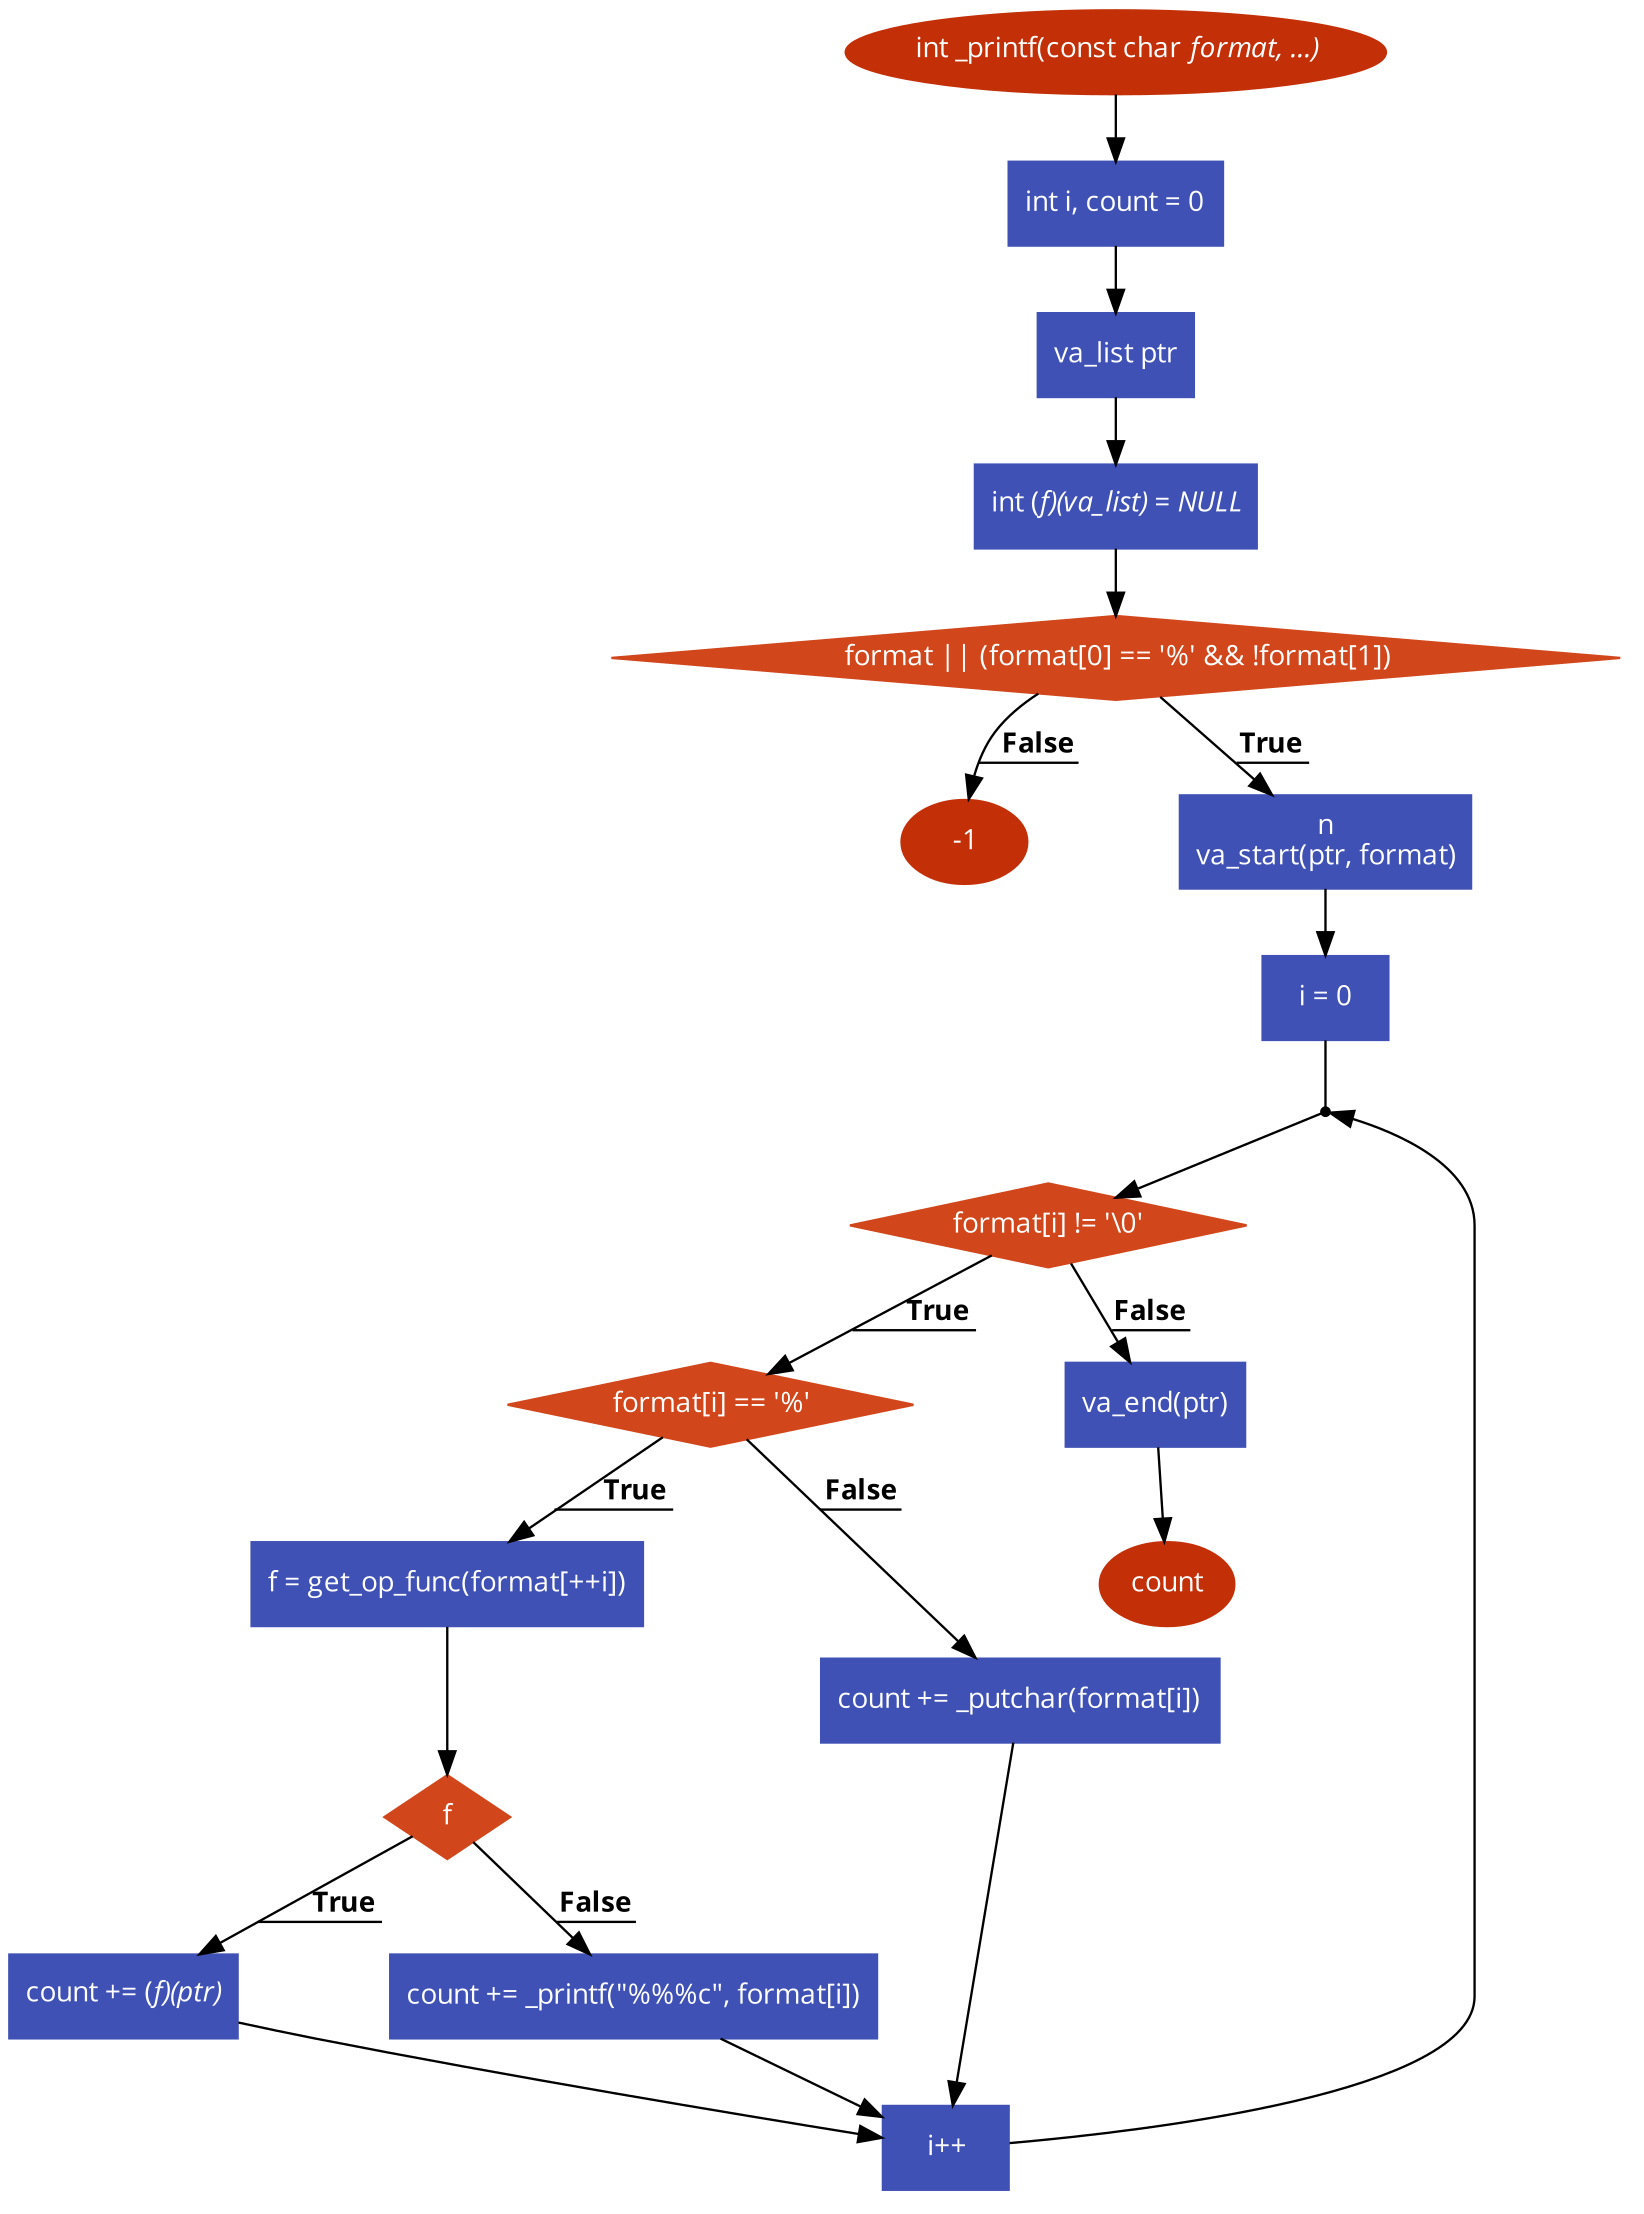 int _printf(const char format, ...)
int i, count = 0
va_list ptr
int (f)(va_list) = NULL
format || (format[0] == '%' && !format[1])
False
True
-1
n
va_start(ptr, format)
i = 0
format[i] != '\0'
True
False
format[i] == '%'
va_end(ptr)
True
False
f = get_op_func(format[++i])
count
count += _putchar(format[i])
f
True
False
count += (f)(ptr)
count += _printf("%%%c", format[i])
i++